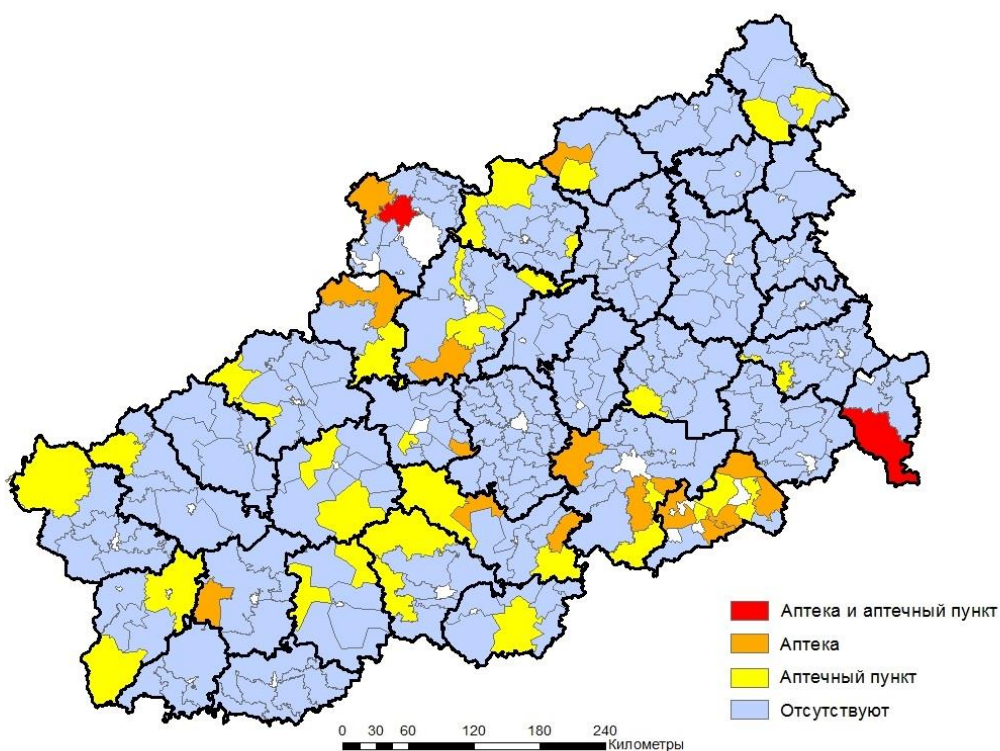 Аптека и аптечный пункт
Аптека
Аптечный пункт
Отсутствуют
0 30 60 120 180 240
Километры